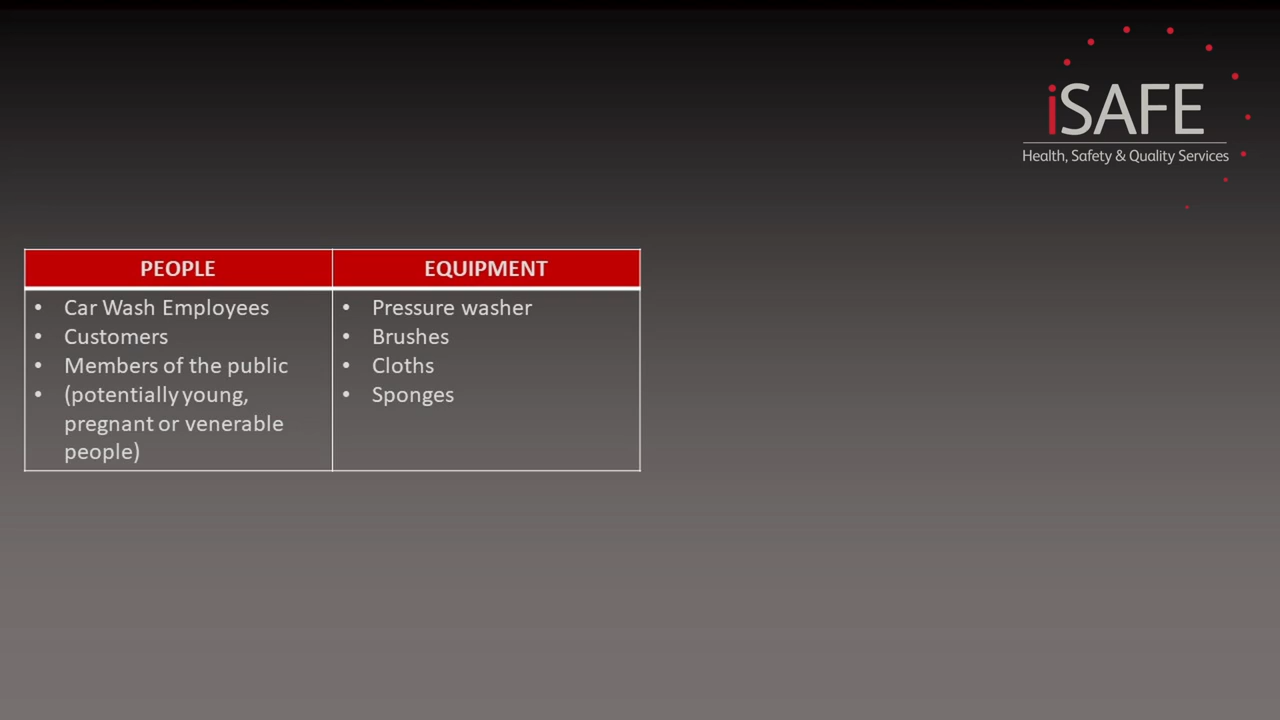 iSAFE
Health, Safety & Quality Services
PEOPLE
EQUIPMENT
• Car Wash Employees
• Customers
• Members of the public
• (potentially young,
pregnant or venerable
people)
• Pressure washer
• Brushes
• Cloths
• Sponges